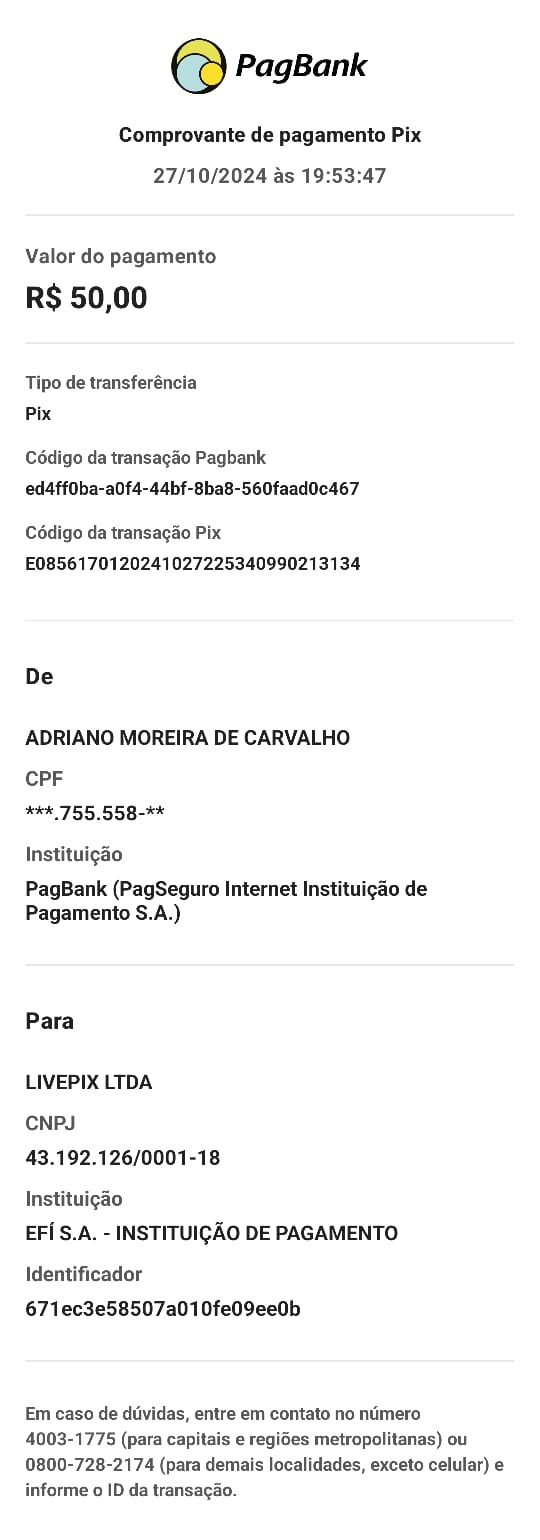 PagBank
Comprovante de pagamento Pix
27/10/2024 às 19:53:47
Valor do pagamento
R$ 50,00
Tipo de transferência
Pix
Código da transação Pagbank
ed4ff0ba-a0f4-44bf-8ba8-560faad0c467
Código da transação Pix
E0856170120241027225340990213134
De
ADRIANO MOREIRA DE CARVALHO
CPF
***.755.558-**
Instituição
PagBank (PagSeguro Internet Instituição de
Pagamento S.A.)
Para
LIVEPIX LTDA
CNPJ
43.192.126/0001-18
Instituição
EFÍ S.A. - INSTITUIÇÃO DE PAGAMENTO
Identificador
671ec3e58507a010fe09ee0b
Em caso de dúvidas, entre em contato no número
4003-1775 (para capitais e regiões metropolitanas) ou
0800-728-2174 (para demais localidades, exceto celular) e
informe o ID da transação.